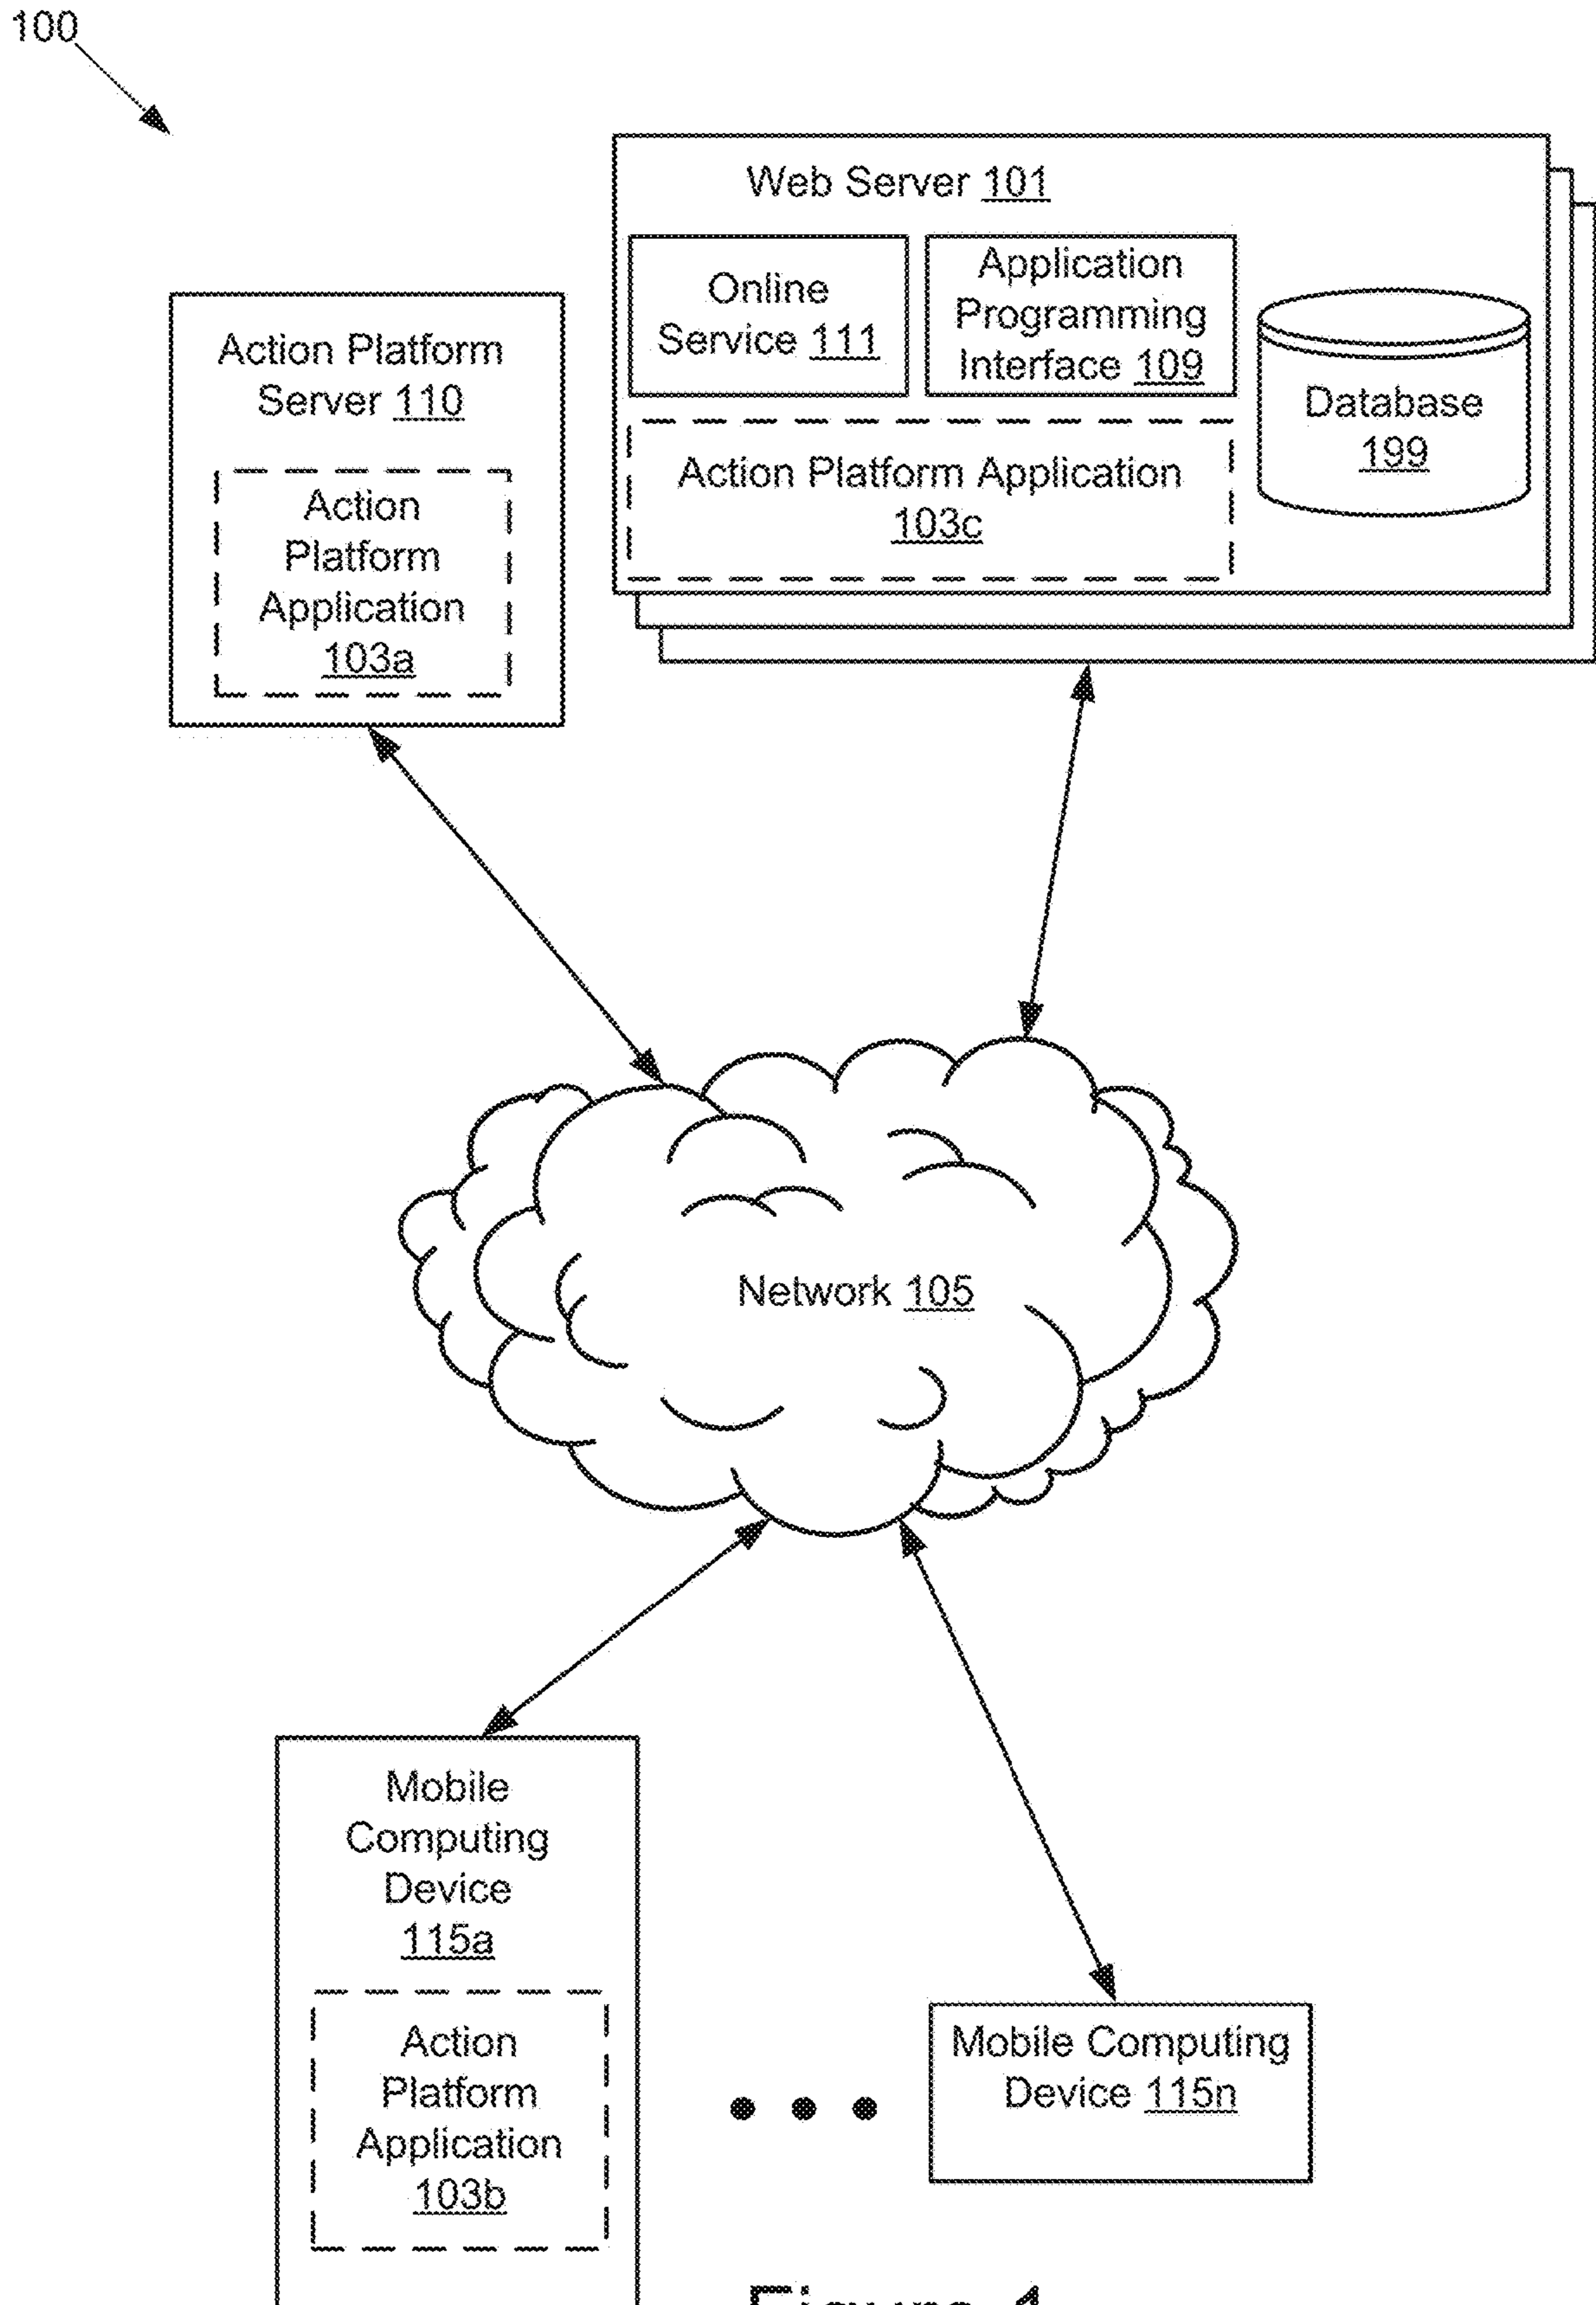 100
Web Server 101
Online
Service 111
Application
Programming
Interface 109
Database
199
Action Platform Application
103c
Action Platform
Server 110
Action
Platform
Application
103a
Network 105
Mobile
Computing
Device
115a
Action
Platform
Application
103b
Mobile Computing
Device 115n
Figure 1